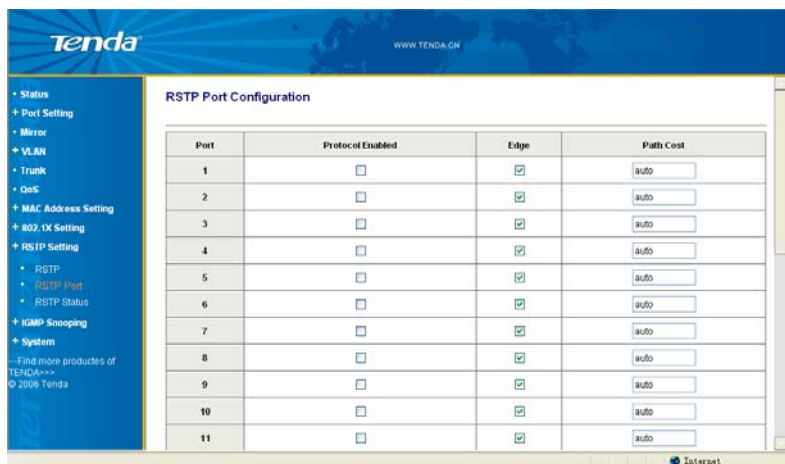 Tenda
WWW.TENDA.CN
Status
+ Port Setting
Mirror
+ VLAN
Trunk
QoS
+ MAC Address Setting
+ 802.1X Setting
+ RSTP Setting
RSTP
RSTP Port
RSTP Status
+ IGMP Snooping
+ System
---Find more productes of
TENDA>>>
© 2006 Tenda
RSTP Port Configuration
Port Protocol Enabled Edge Path Cost
1 auto
2 auto
3 auto
4 auto
5 auto
6 auto
7 auto
8 auto
9 auto
10 auto
11 auto
Internet